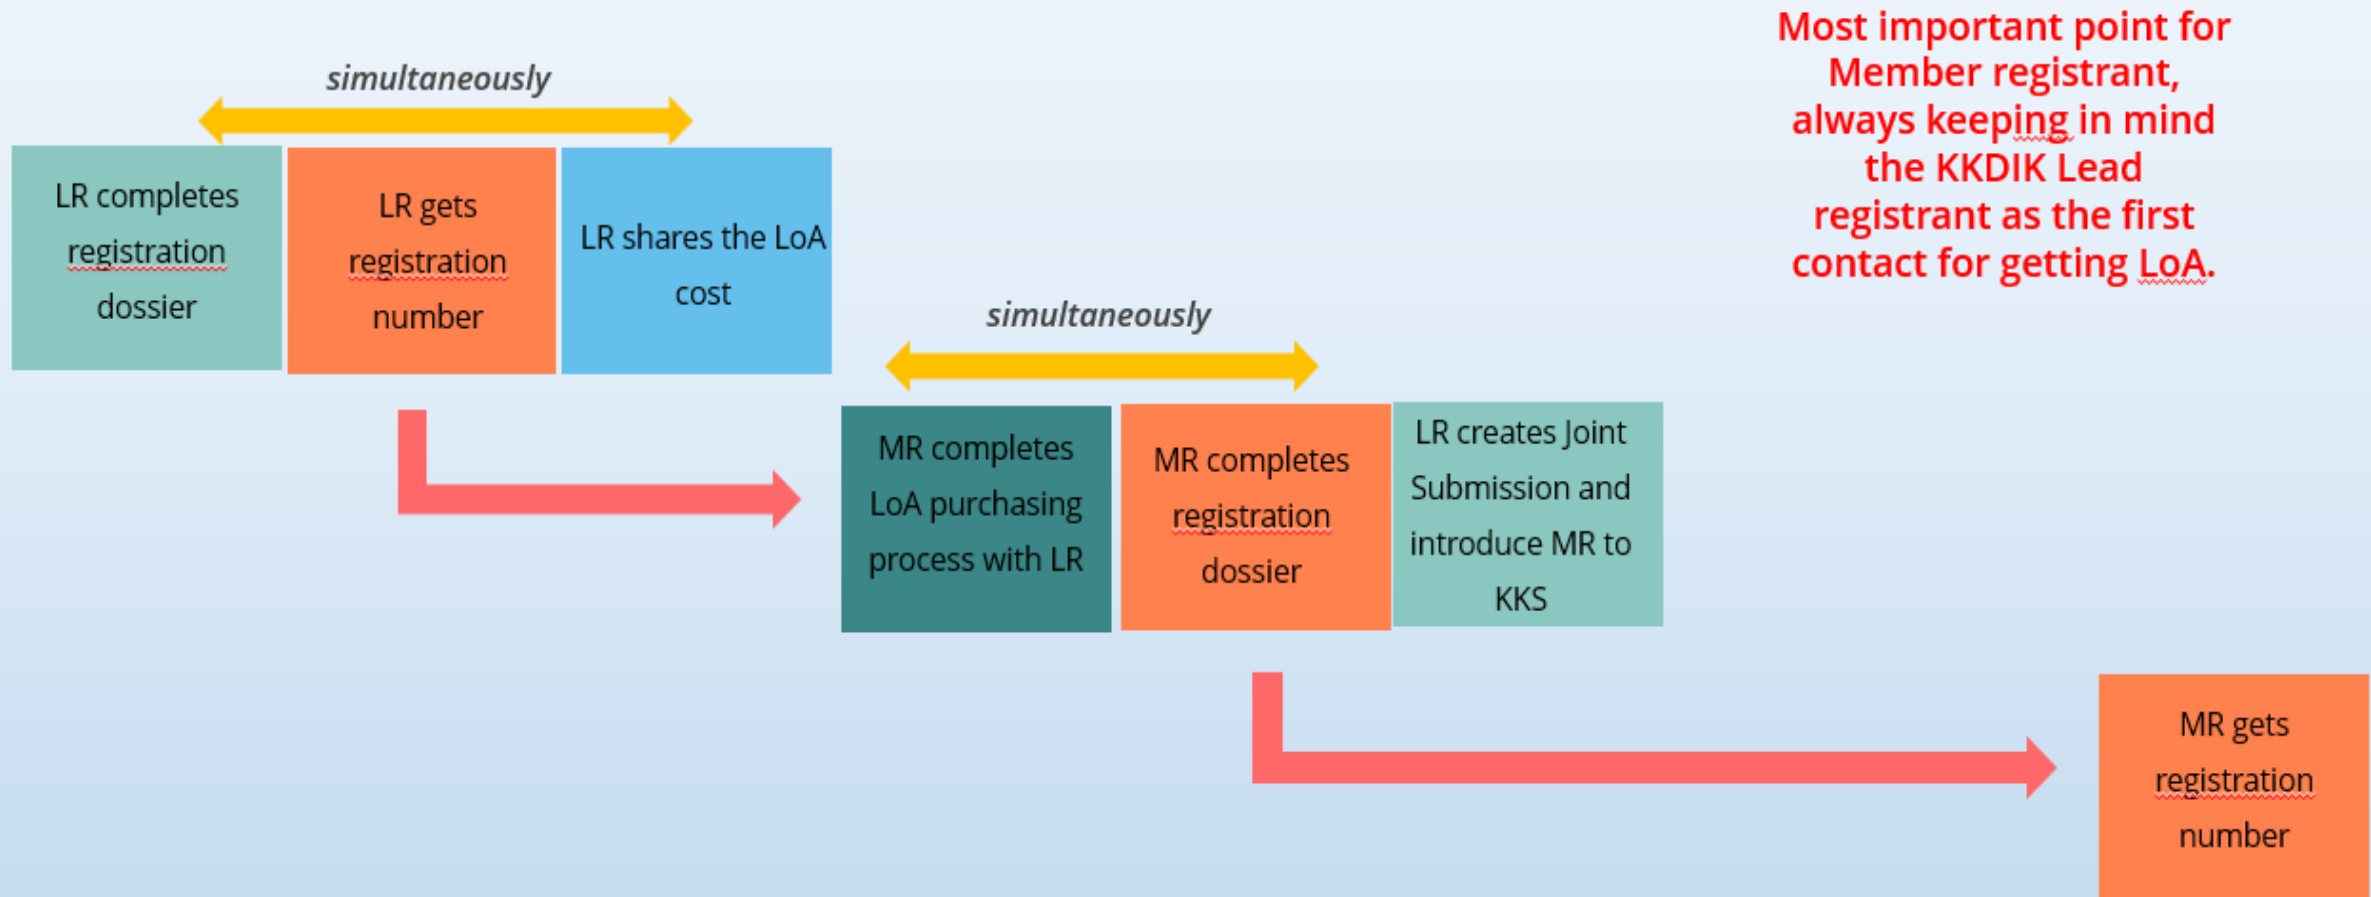 simultaneously
LR completes
registration
dossier
LR gets
registration
number
LR shares the LoA
cost
Most important point for
Member registrant,
always keeping in mind
the KKDIK Lead
registrant as the first
contact for getting LoA.
simultaneously
MR completes
LoA purchasing
process with LR
MR completes
registration
dossier
LR creates Joint
Submission and
introduce MR to
KKS
MR gets
registration
number